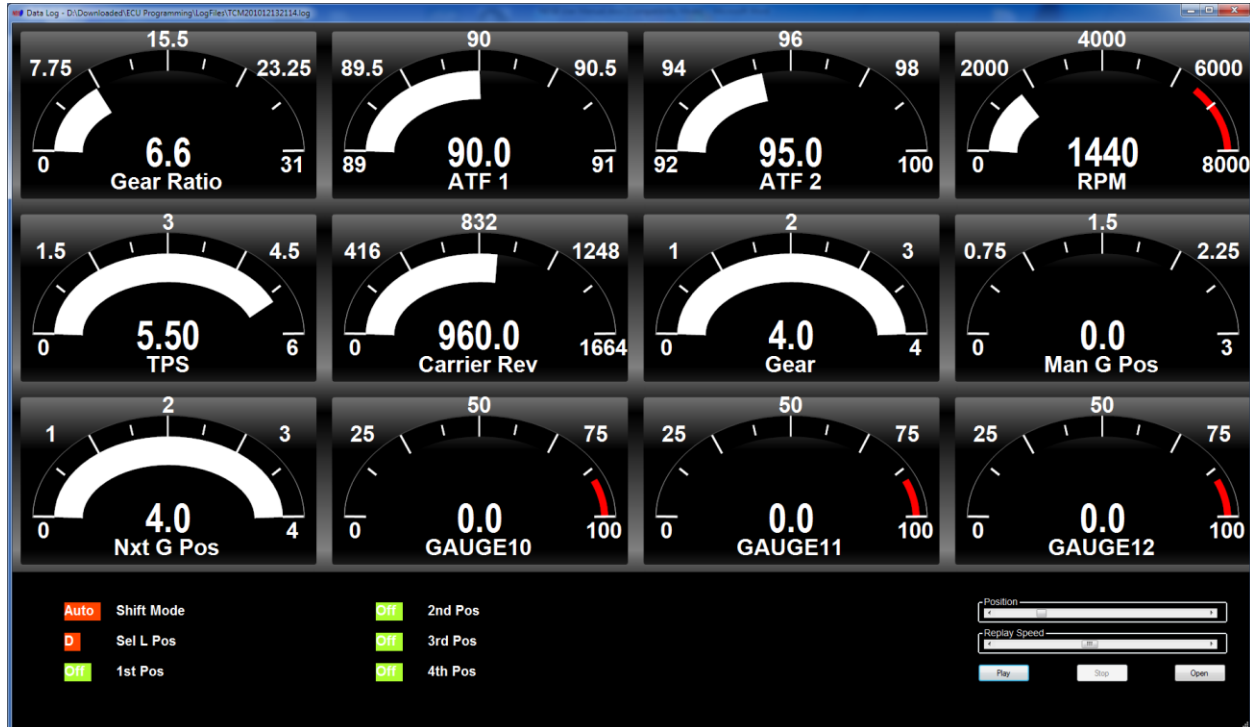 Data Log - D:\Downloaded\ECU Programming\LogFiles\TCM201012132114.log
15.5
7.75 23.25
0 6.6 31
Gear Ratio
90
89.5 90.5
89 90.0 91
ATF 1
96
94 98
92 95.0 100
ATF 2
4000
2000 6000
0 1440 8000
RPM
3
1.5 4.5
0 5.50 6
TPS
832
416 1248
0 960.0 1664
Carrier Rev
2
1 3
0 4.0 4
Gear
1.5
0.75 2.25
0 0.0 3
Man G Pos
2
1 3
0 4.0 4
Nxt G Pos
50
25 75
0 0.0 100
GAUGE10
50
25 75
0 0.0 100
GAUGE11
50
25 75
0 0.0 100
GAUGE12
Auto Shift Mode
D Sel L Pos
Off 1st Pos
Off 2nd Pos
Off 3rd Pos
Off 4th Pos
Position
Replay Speed
Play Stop Open